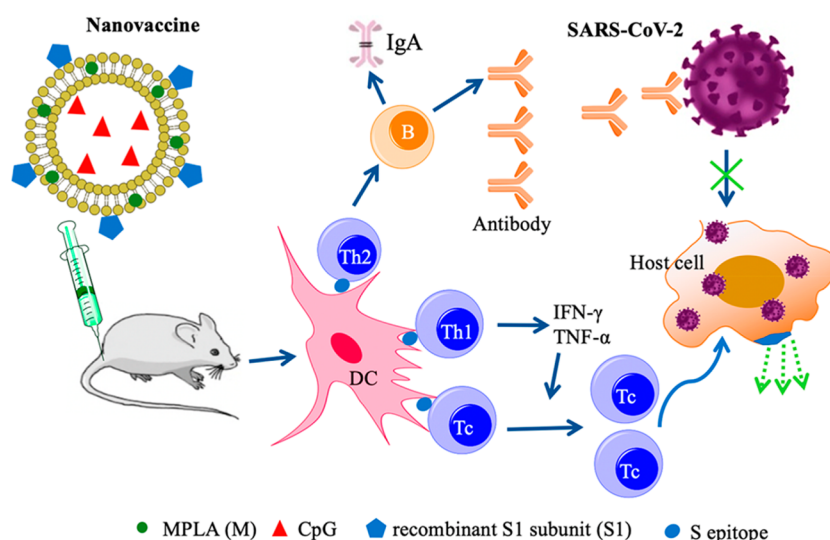 Nanovaccine
IgA
SARS-CoV-2
B
Antibody
Th2
Host cell
Th1
IFN-γ
TNF-α
DC
Tc
Tc
Tc
MPLA (M)
CpG
recombinant S1 subunit (S1)
S epitope